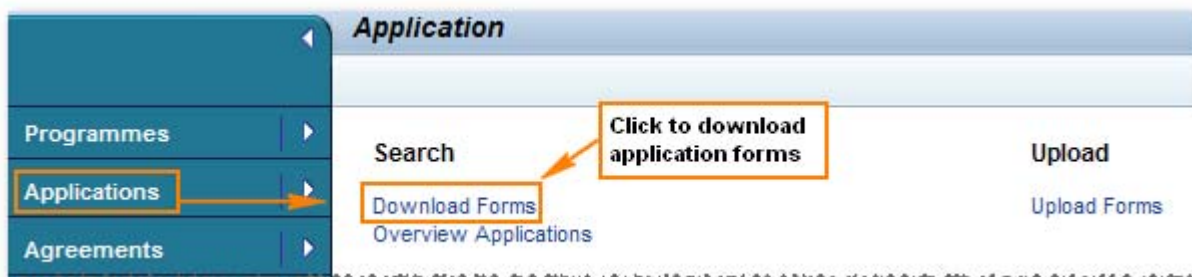 Application
Programmes
Applications
Agreements
Search
Download Forms
Overview Applications
Click to download
application forms
Upload
Upload Forms